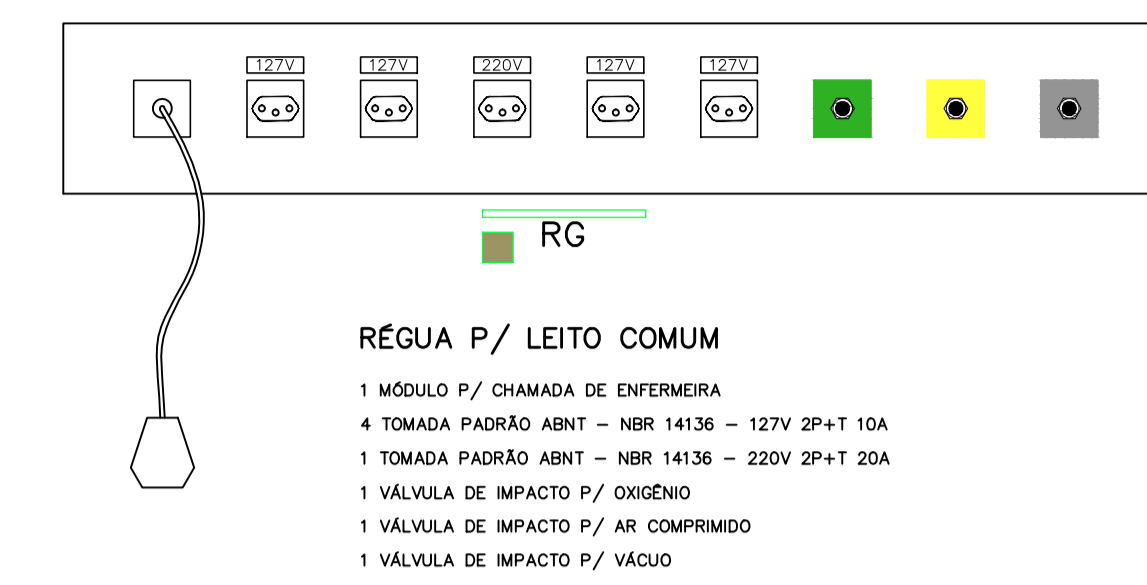 127V 127V 220V 127V 127V
RG
RÉGUA P/ LEITO COMUM
1 MÓDULO P/ CHAMADA DE ENFERMEIRA
4 TOMADA PADRÃO ABNT – NBR 14136 – 127V 2P+T 10A
1 TOMADA PADRÃO ABNT – NBR 14136 – 220V 2P+T 20A
1 VÁLVULA DE IMPACTO P/ OXIGÊNIO
1 VÁLVULA DE IMPACTO P/ AR COMPRIMIDO
1 VÁLVULA DE IMPACTO P/ VÁCUO